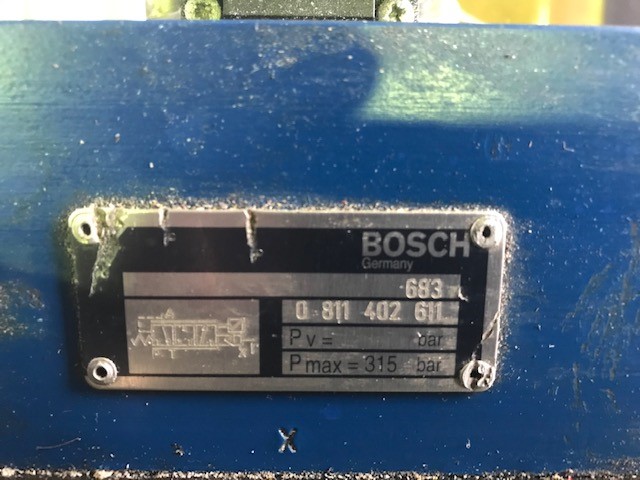 BOSCH
Germany
683
0 811 402 611
Pv = bar
Pmax = 315 bar
X